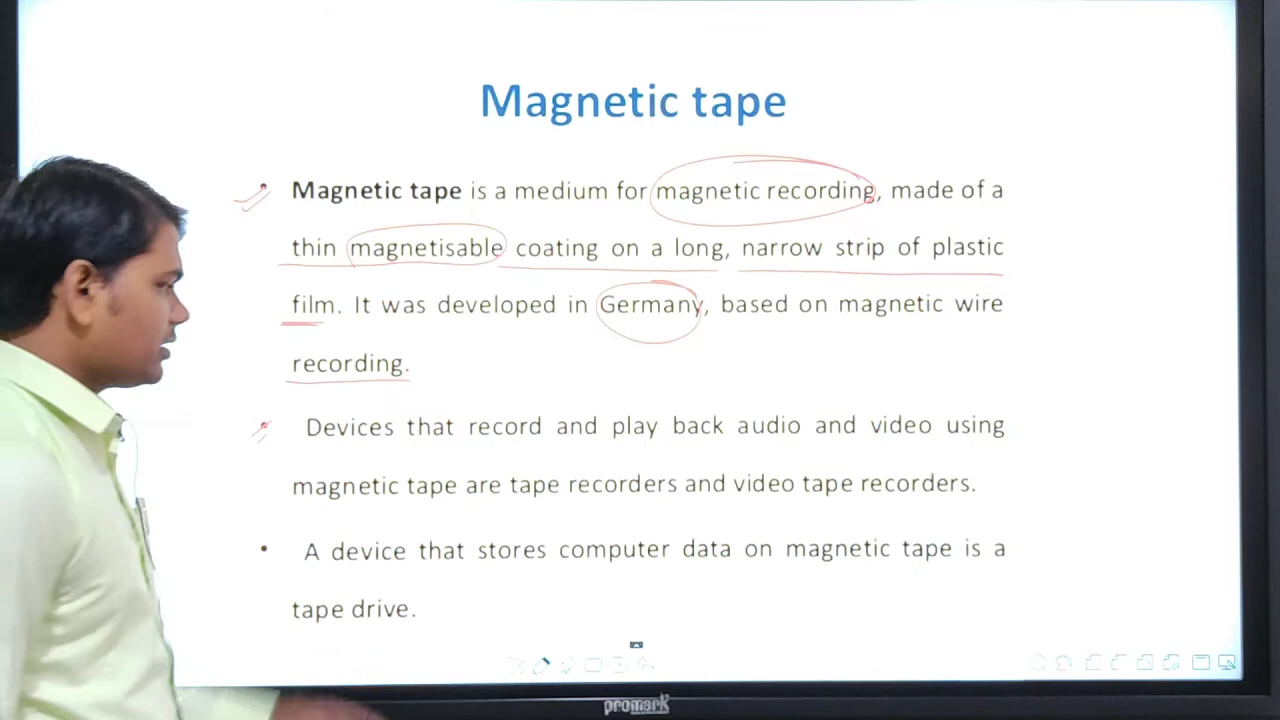 Magnetic tape
• Magnetic tape is a medium for magnetic recording, made of a
thin magnetisable coating on a long, narrow strip of plastic
film. It was developed in Germany, based on magnetic wire
recording.
• Devices that record and play back audio and video using
magnetic tape are tape recorders and video tape recorders.
• A device that stores computer data on magnetic tape is a
tape drive.
promark